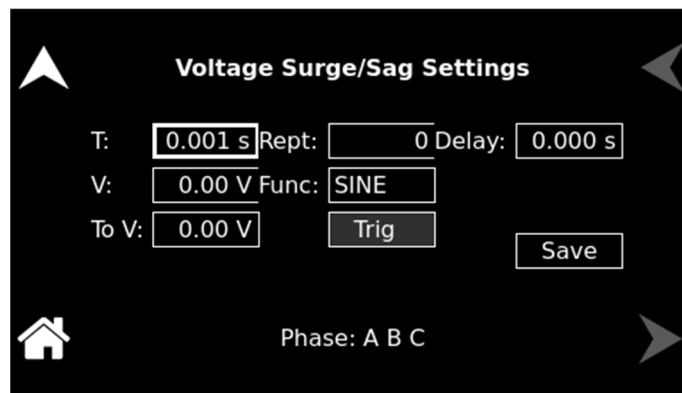 Voltage Surge/Sag Settings
T: 0.001 s Rept: 0 Delay: 0.000 s
V: 0.00 V Func: SINE
To V: 0.00 V Trig
Save
Phase: A B C